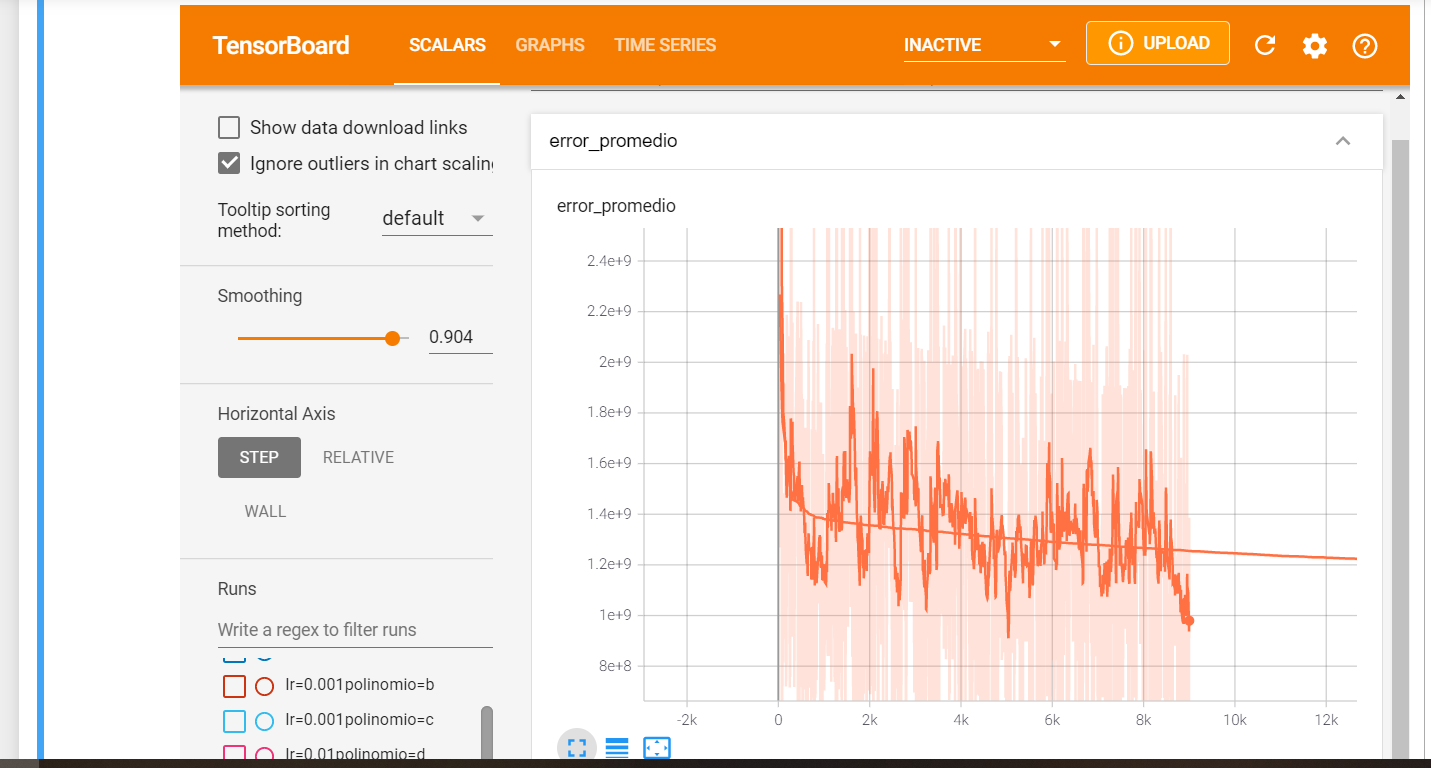 TensorBoard SCALARS GRAPHS TIME SERIES INACTIVE UPLOAD
Show data download links
Ignore outliers in chart scaling
Tooltip sorting
method:
default
Smoothing
0.904
Horizontal Axis
STEP RELATIVE
WALL
Runs
Write a regex to filter runs
lr=0.001polinomio=b
lr=0.001polinomio=c
lr=0.01polinomio=d
error_promedio
error_promedio
2.4e+9
2.2e+9
2e+9
1.8e+9
1.6e+9
1.4e+9
1.2e+9
1e+9
8e+8
-2k 0 2k 4k 6k 8k 10k 12k